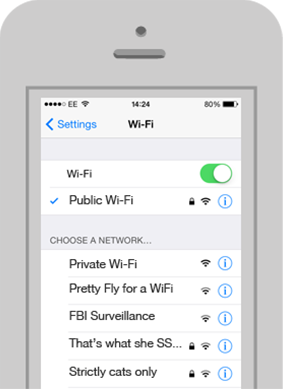 EE 14:24 80%
Settings Wi-Fi
Wi-Fi
Public Wi-Fi
CHOOSE A NETWORK...
Private Wi-Fi
Pretty Fly for a WiFi
FBI Surveillance
That's what she SS...
Strictly cats only